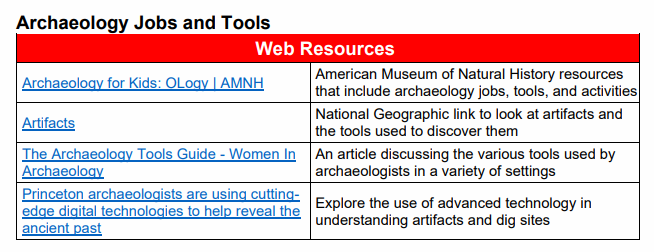 Archaeology Jobs and Tools
Web Resources
Archaeology for Kids: OLogy | AMNH
American Museum of Natural History resources
that include archaeology jobs, tools, and activities
Artifacts
National Geographic link to look at artifacts and
the tools used to discover them
The Archaeology Tools Guide - Women In
Archaeology
An article discussing the various tools used by
archaeologists in a variety of settings
Princeton archaeologists are using cutting-
edge digital technologies to help reveal the
ancient past
Explore the use of advanced technology in
understanding artifacts and dig sites